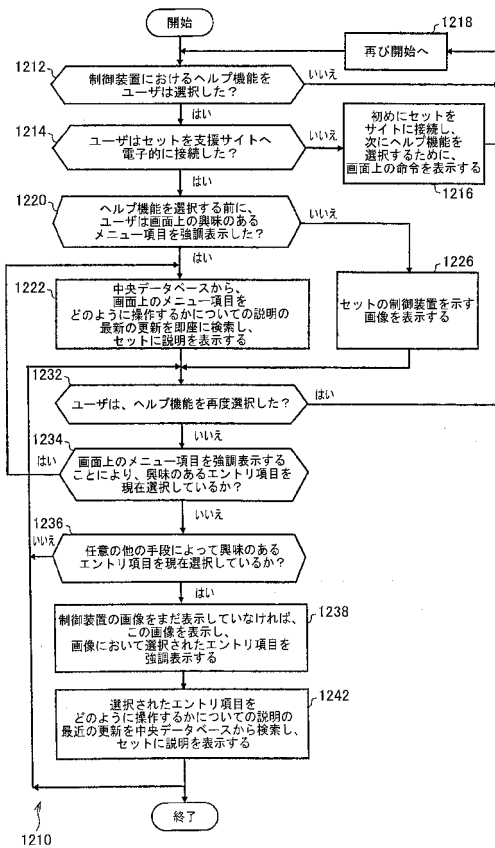 開始
1218
再び開始へ
1212
制御装置におけるヘルプ機能を
ユーザは選択した？
いいえ
はい
1214
ユーザはセットを支援サイトへ
電子的に接続した？
いいえ
初めにセットを
サイトに接続し、
次にヘルプ機能を
選択するために、
画面上の命令を表示する
1216
はい
1220
ヘルプ機能を選択する前に、
ユーザは画面上の興味のある
メニュー項目を強調表示した？
いいえ
はい
1222
中央データベースから、
画面上のメニュー項目を
どのように操作するかについての説明の
最新の更新を即座に検索し、
セットに説明を表示する
1226
セットの制御装置を示す
画像を表示する
1232
ユーザは、ヘルプ機能を再度選択した？
はい
いいえ
1234
はい
画面上のメニュー項目を強調表示する
ことにより、興味のあるエントリ項目を
現在選択しているか？
いいえ
1236
いいえ
任意の他の手段によって興味のある
エントリ項目を現在選択しているか？
はい
1238
制御装置の画像をまだ表示していなければ、
この画像を表示し、
画像において選択されたエントリ項目を
強調表示する
1242
選択されたエントリ項目を
どのように操作するかについての説明の
最近の更新を中央データベースから検索し、
セットに説明を表示する
終了
1210